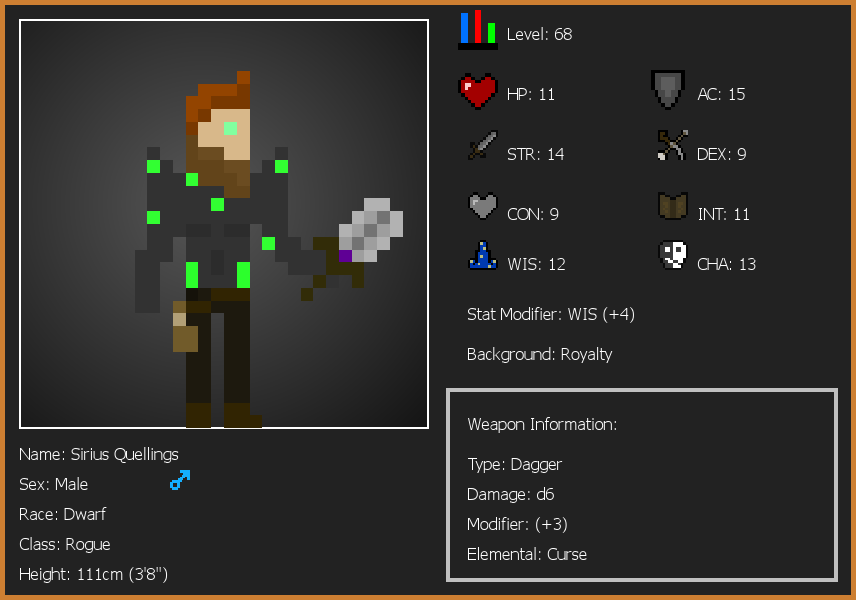 Level: 68
HP: 11
AC: 15
STR: 14
DEX: 9
CON: 9
INT: 11
WIS: 12
CHA: 13
Stat Modifier: WIS (+4)
Background: Royalty
Weapon Information:
Type: Dagger
Damage: d6
Modifier: (+3)
Elemental: Curse
Name: Sirius Quellings
Sex: Male
Race: Dwarf
Class: Rogue
Height: 111cm (3'8")